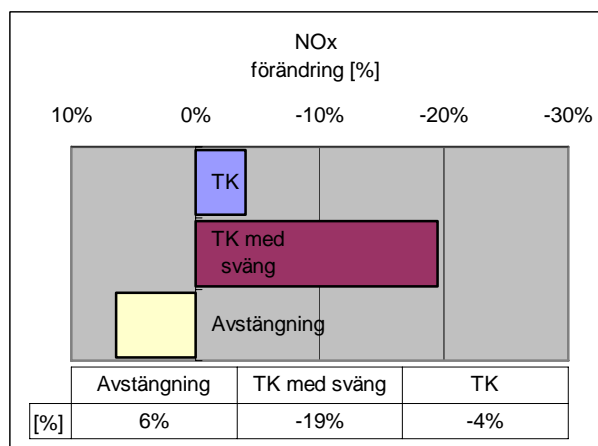 NOx
förändring [%]
10% 0% -10% -20% -30%
TK
TK med
sväng
Avstängning
Avstängning TK med sväng TK
[%] 6% -19% -4%